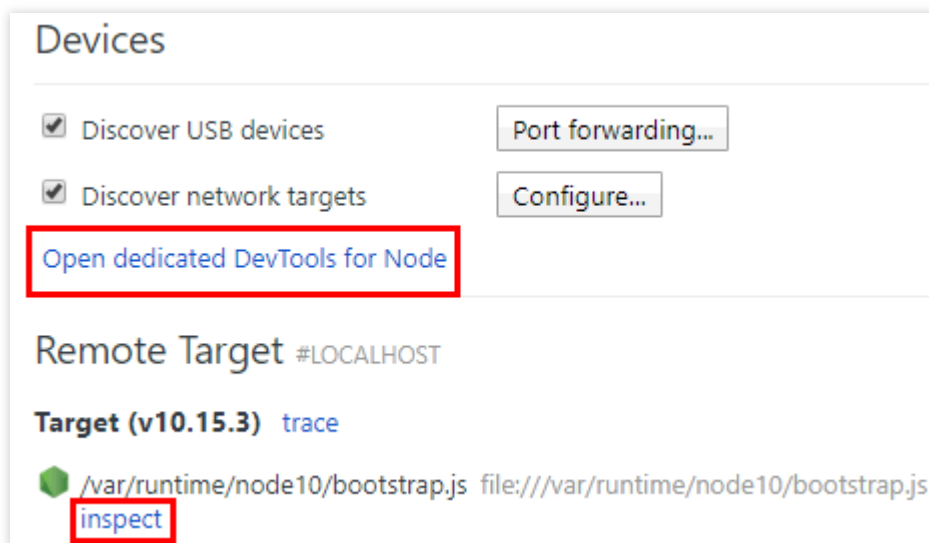 Devices
Discover USB devices Port forwarding...
Discover network targets Configure...
Open dedicated DevTools for Node
Remote Target #LOCALHOST
Target (v10.15.3) trace
/var/runtime/node10/bootstrap.js file:///var/runtime/node10/bootstrap.js
inspect